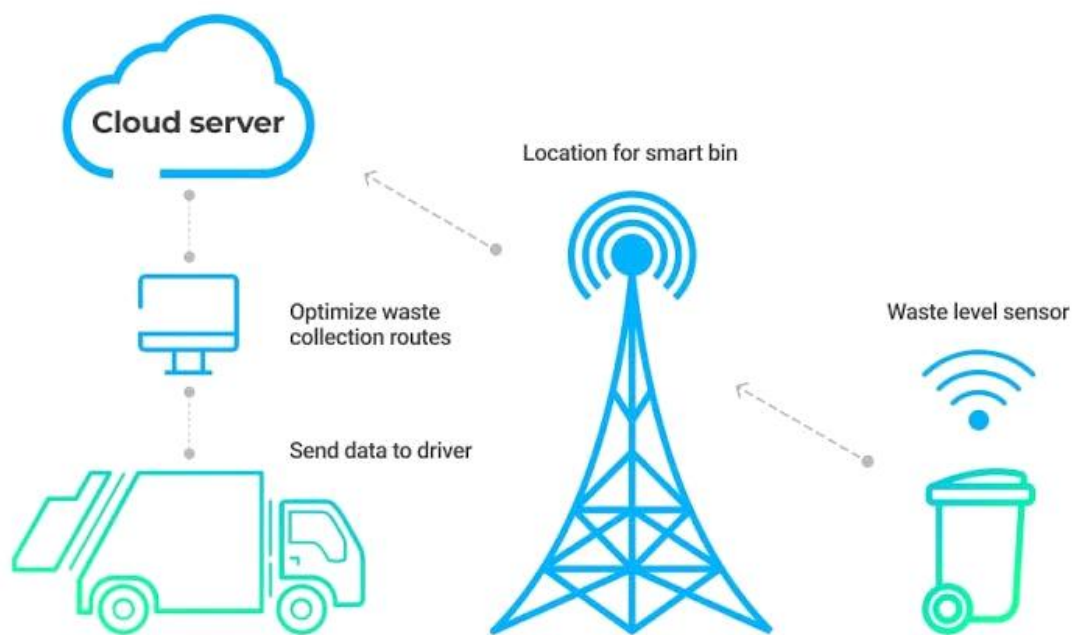 Cloud server
Location for smart bin
Optimize waste
collection routes
Waste level sensor
Send data to driver